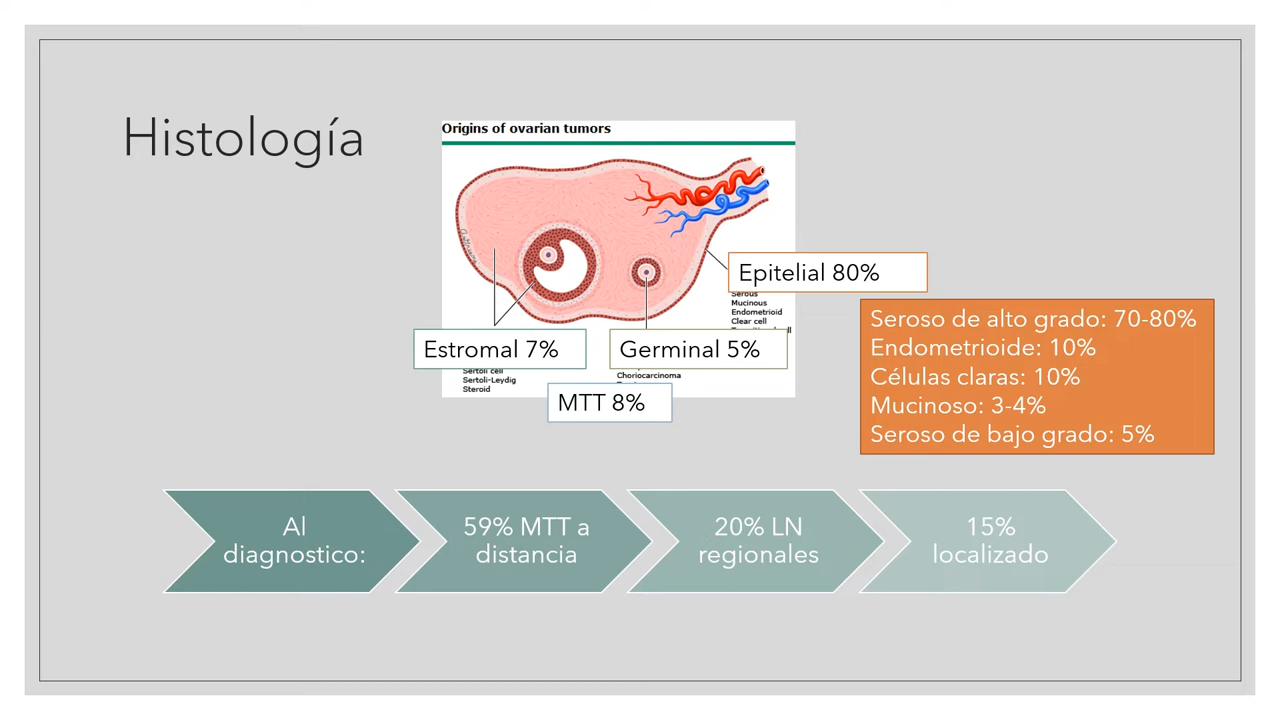 Histología
Origins of ovarian tumors
Epitelial 80%
Serous
Mucinous
Endometrioid
Clear cell
Seroso de alto grado: 70-80%
Endometrioide: 10%
Células claras: 10%
Mucinoso: 3-4%
Seroso de bajo grado: 5%
Estromal 7%
Sertoli cell
Sertoli-Leydig
Steroid
Germinal 5%
Choriocarcinoma
MTT 8%
Al
diagnostico:
59% MTT a
distancia
20% LN
regionales
15%
localizado